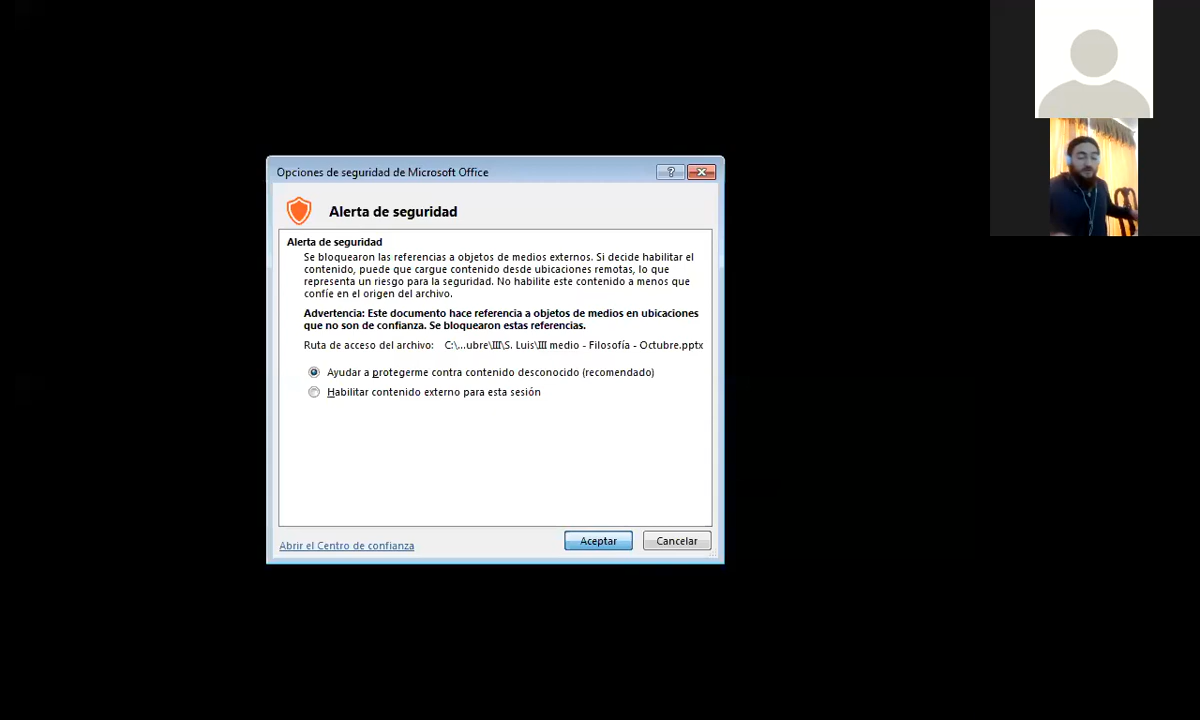 Opciones de seguridad de Microsoft Office
?
Alerta de seguridad
Alerta de seguridad
Se bloquearon las referencias a objetos de medios externos. Si decide habilitar el
contenido, puede que cargue contenido desde ubicaciones remotas, lo que
representa un riesgo para la seguridad. No habilite este contenido a menos que
confíe en el origen del archivo.
Advertencia: Este documento hace referencia a objetos de medios en ubicaciones
que no son de confianza. Se bloquearon estas referencias.
Ruta de acceso del archivo: C:\...ubre\III\S. Luis\III medio - Filosofía - Octubre.pptx
Ayudar a protegerme contra contenido desconocido (recomendado)
Habilitar contenido externo para esta sesión
Abrir el Centro de confianza
Aceptar
Cancelar